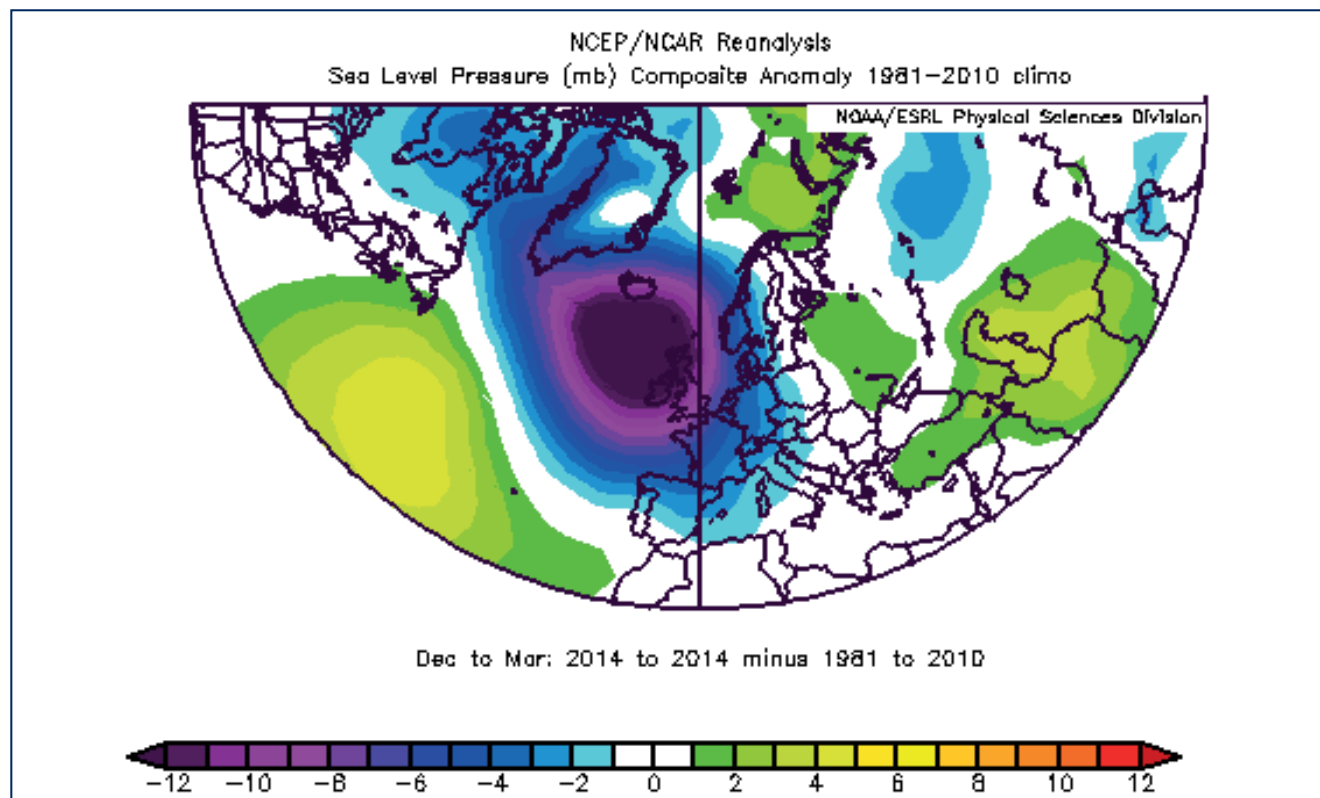 NCEP/NCAR Reanalysis
Sea Level Pressure (mb) Composite Anomaly 1981-2010 climo
NOAA/ESRL Physical Sciences Division
Dec to Mar: 2014 to 2014 minus 1981 to 2010
-12 -10 -8 -6 -4 -2 0 2 4 6 8 10 12